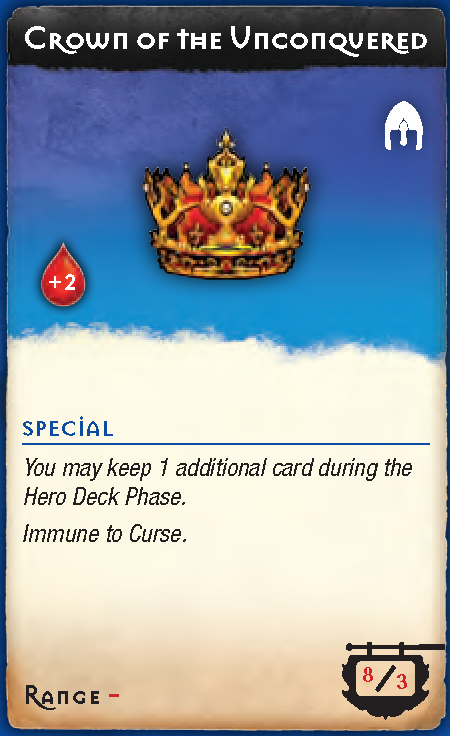 Crown of the Unconquered
+2
SPECIAL
You may keep 1 additional card during the
Hero Deck Phase.
Immune to Curse.
Range -
8/3